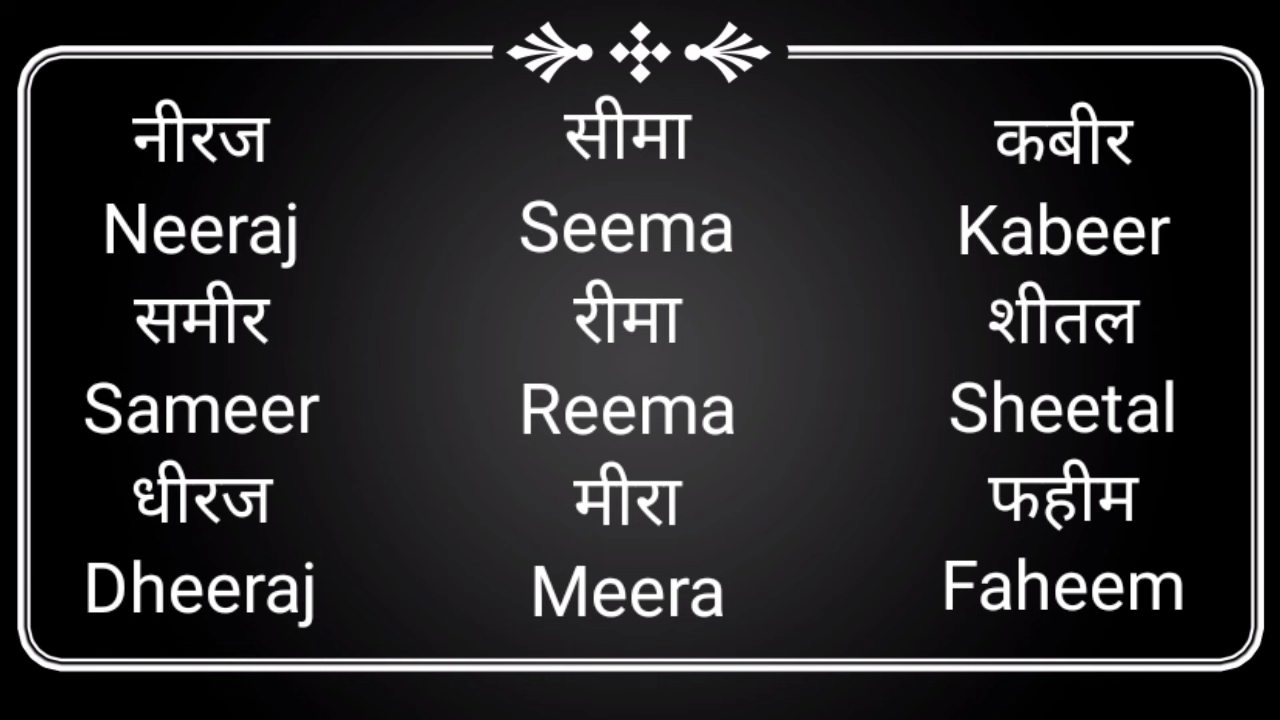 नीरज सीमा कबीर
Neeraj Seema Kabeer
समीर रीमा शीतल
Sameer Reema Sheetal
धीरज मीरा फहीम
Dheeraj Meera Faheem